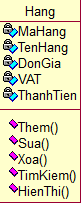 Hang
MaHang
TenHang
DonGia
VAT
ThanhTien
Them()
Sua()
Xoa()
TimKiem()
HienThi()